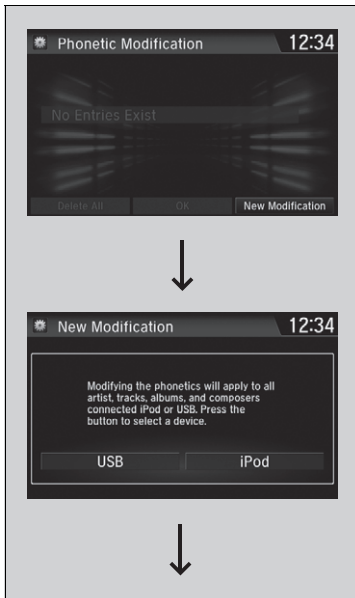 Phonetic Modification 12:34
No Entries Exist
Delete All OK New Modification
New Modification 12:34
Modifying the phonetics will apply to all
artist, tracks, albums, and composers
connected iPod or USB. Press the
button to select a device.
USB iPod